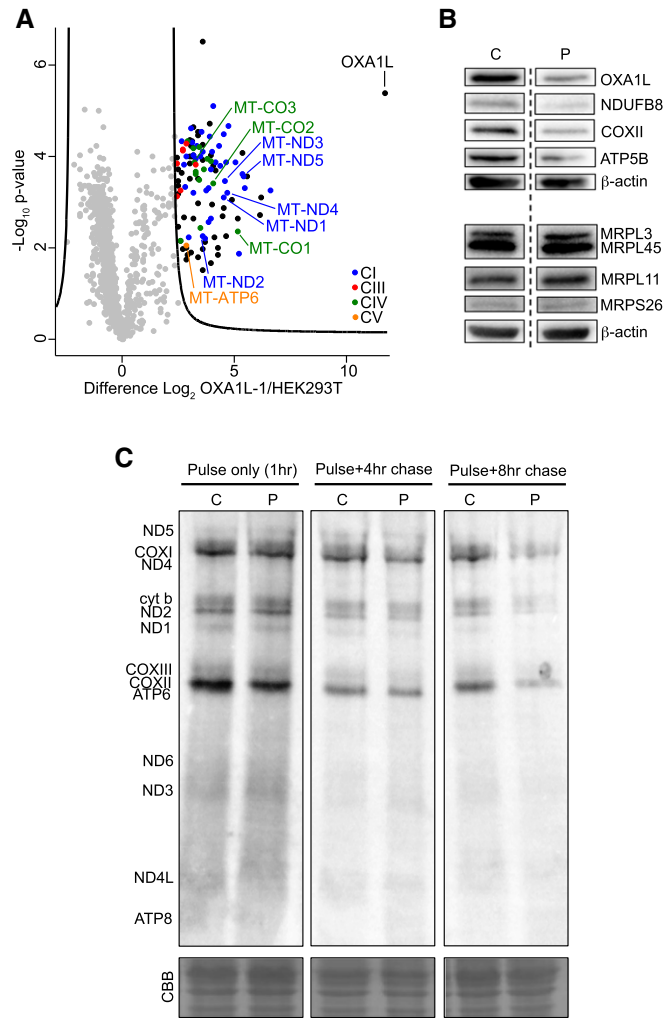 A
-Log10 p-value
6
4
2
0
OXA1L
MT-CO3
MT-CO2
MT-ND3
MT-ND5
MT-ND4
MT-ND1
MT-CO1
MT-ND2
MT-ATP6
CI
CIII
CIV
CV
0 5 10
Difference Log2 OXA1L-1/HEK293T
B
C P
OXA1L
NDUFB8
COXII
ATP5B
β-actin
MRPL3
MRPL45
MRPL11
MRPS26
β-actin
C
Pulse only (1hr) Pulse+4hr chase Pulse+8hr chase
C P C P C P
ND5
COXI
ND4
cyt b
ND2
ND1
COXIII
COXII
ATP6
ND6
ND3
ND4L
ATP8
CBB